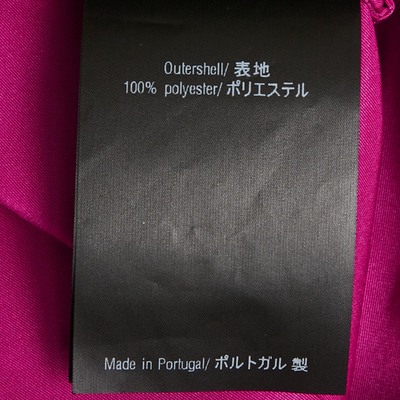 Outershell/ 表地
100% polyester/ ポリエステル
Made in Portugal/ ポルトガル 製